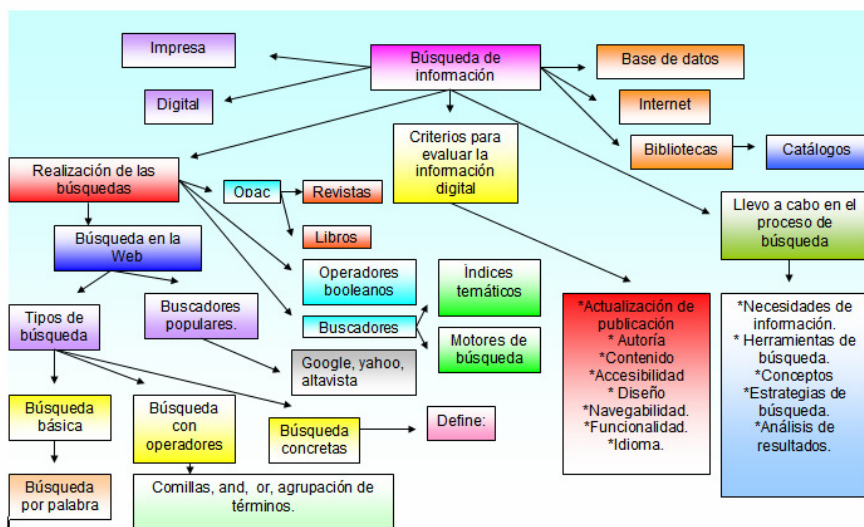 Impresa
Búsqueda de
información
Base de datos
Digital
Internet
Criterios para
evaluar la
información
digital
Bibliotecas
Catálogos
Realización de las
búsquedas
Opac
Revistas
Libros
Llevo a cabo en el
proceso de
búsqueda
Búsqueda en la
Web
Operadores
booleanos
Índices
temáticos
Tipos de
búsqueda
Buscadores
populares.
Buscadores
Motores de
búsqueda
Google, yahoo,
altavista
*Actualización de
publicación
* Autoría
*Contenido
*Accesibilidad
* Diseño
*Navegabilidad.
*Funcionalidad.
*Idioma.
*Necesidades de
información.
* Herramientas de
búsqueda.
*Conceptos
*Estrategias de
búsqueda.
*Análisis de
resultados.
Búsqueda
básica
Búsqueda
con
operadores
Búsqueda
concretas
Define:
Búsqueda
por palabra
Comillas, and, or, agrupación de
términos.